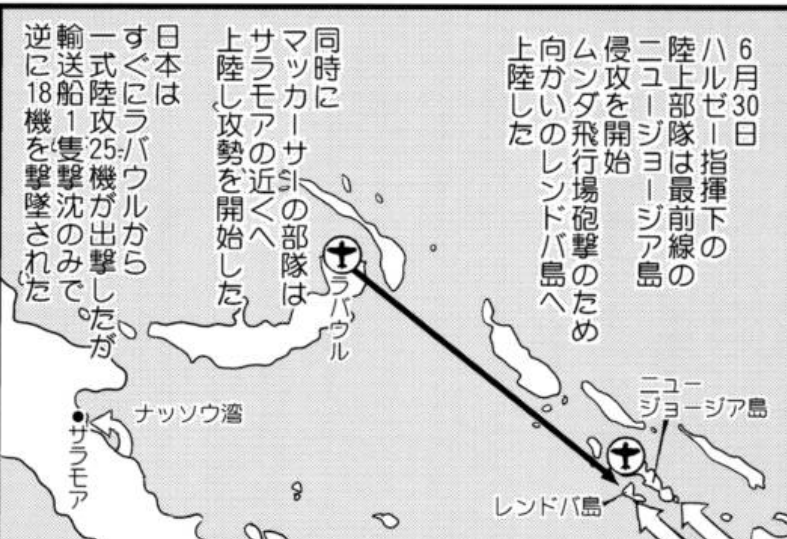 6月30日
ハルゼー指揮下の
陸上部隊は最前線の
ニュージョージア島
侵攻を開始
ムンダ飛行場砲撃のため
向かいのレンドバ島へ
上陸した
同時に
マッカーサーの部隊は
サラモアの近くへ
上陸し攻勢を開始した
日本は
すぐにラバウルから
一式陸攻25機が出撃したが
輸送船1隻撃沈のみで
逆に18機を撃墜された
ラバウル
ニュー
ジョージア島
レンドバ島
ナッソウ湾
サラモア